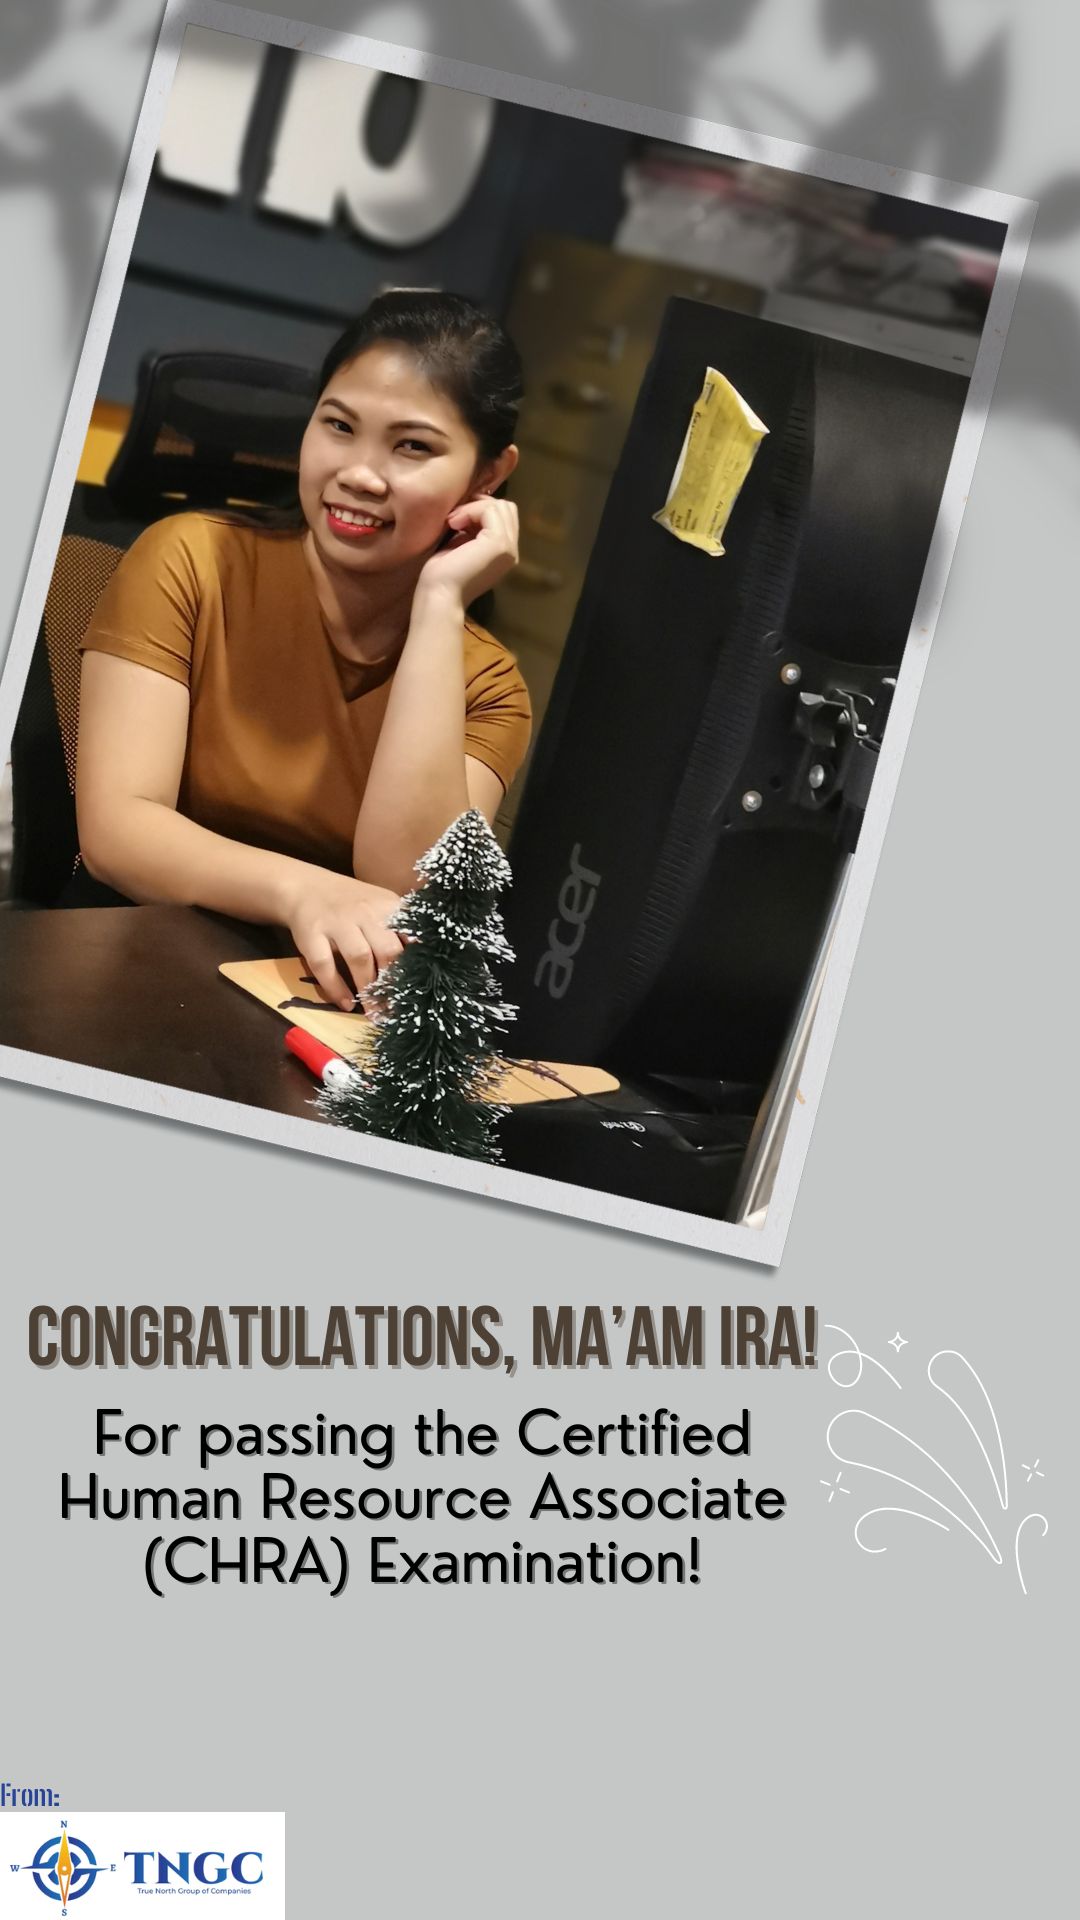 acer
CONGRATULATIONS, MA’AM IRA!
For passing the Certified
Human Resource Associate
(CHRA) Examination!
From:
N
W E
S
TNGC
True North Group of Companies